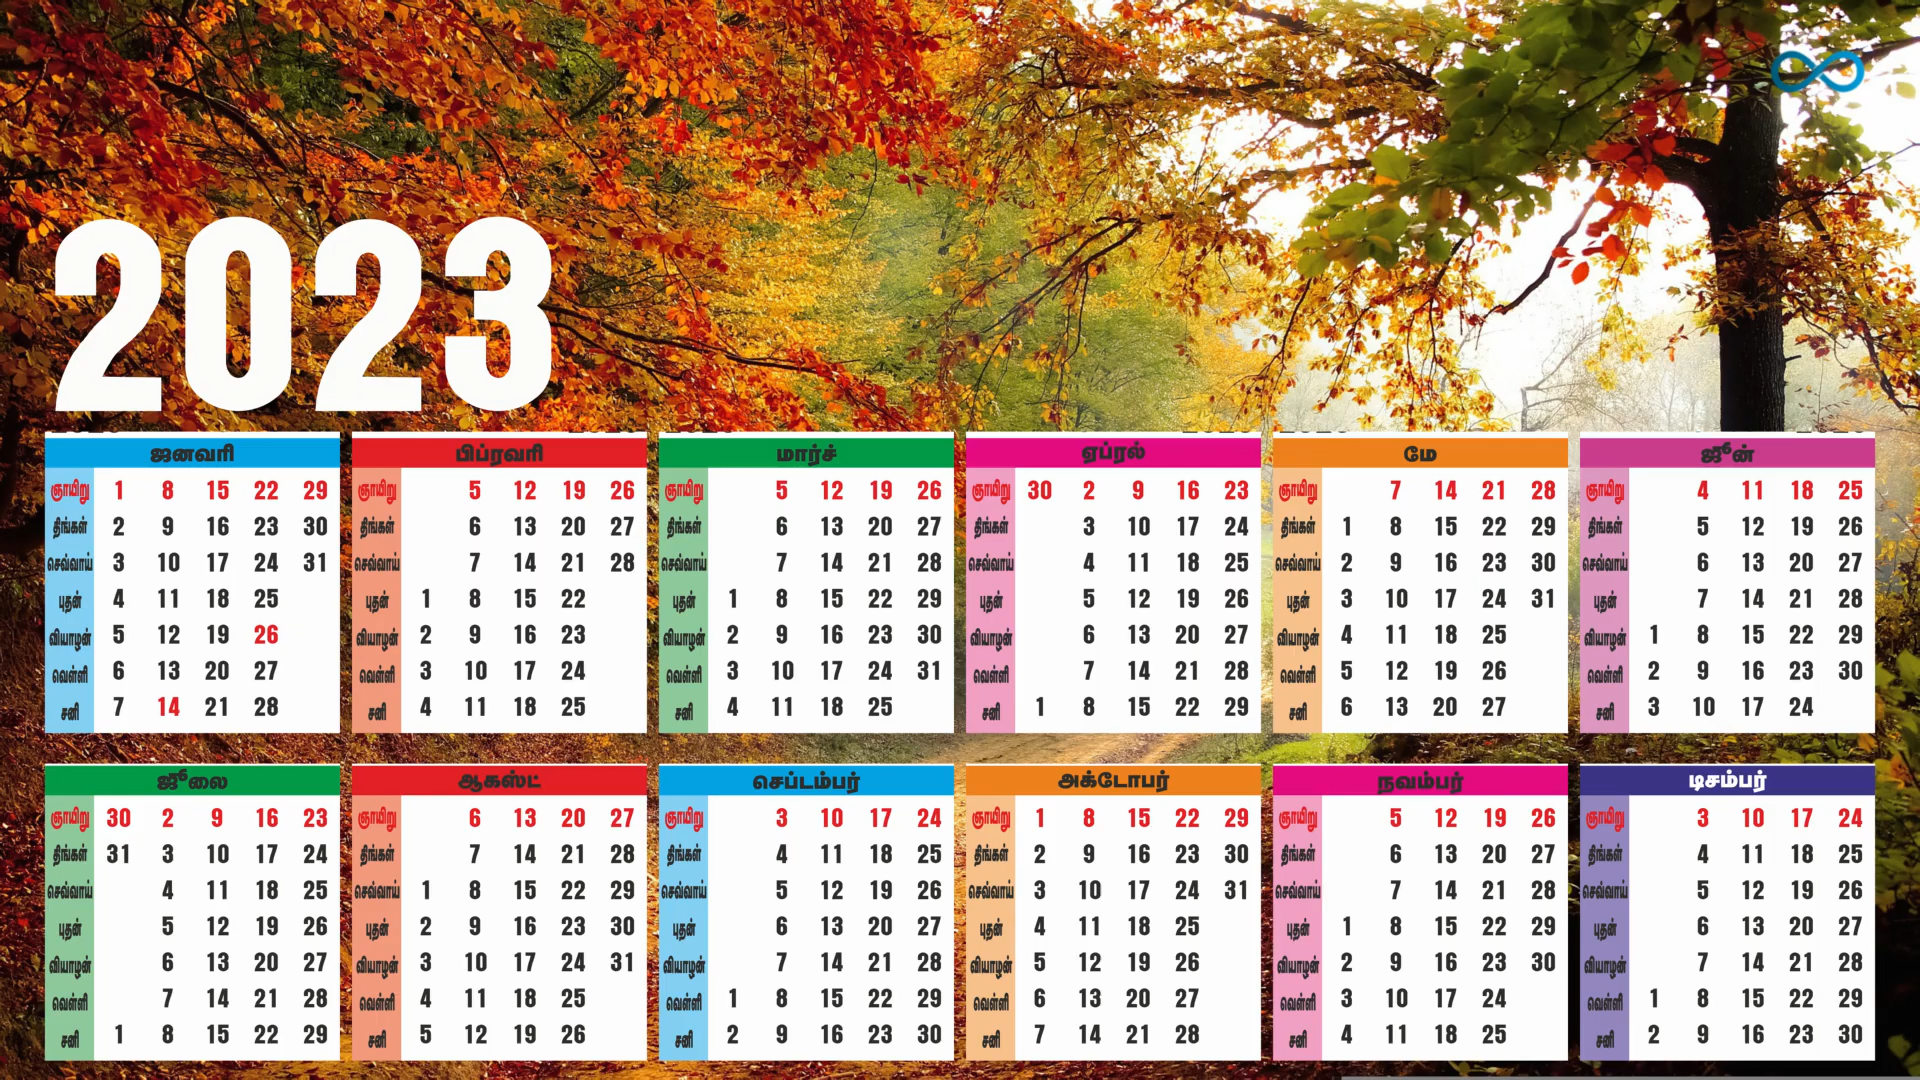 2023
ஜனவரி
ஞாயிறு 1 8 15 22 29
திங்கள் 2 9 16 23 30
செவ்வாய் 3 10 17 24 31
புதன் 4 11 18 25
வியாழன் 5 12 19 26
வெள்ளி 6 13 20 27
சனி 7 14 21 28
பிப்ரவரி
ஞாயிறு 5 12 19 26
திங்கள் 6 13 20 27
செவ்வாய் 7 14 21 28
புதன் 1 8 15 22
வியாழன் 2 9 16 23
வெள்ளி 3 10 17 24
சனி 4 11 18 25
மார்ச்
ஞாயிறு 5 12 19 26
திங்கள் 6 13 20 27
செவ்வாய் 7 14 21 28
புதன் 1 8 15 22 29
வியாழன் 2 9 16 23 30
வெள்ளி 3 10 17 24 31
சனி 4 11 18 25
ஏப்ரல்
ஞாயிறு 30 2 9 16 23
திங்கள் 3 10 17 24
செவ்வாய் 4 11 18 25
புதன் 5 12 19 26
வியாழன் 6 13 20 27
வெள்ளி 7 14 21 28
சனி 1 8 15 22 29
மே
ஞாயிறு 7 14 21 28
திங்கள் 1 8 15 22 29
செவ்வாய் 2 9 16 23 30
புதன் 3 10 17 24 31
வியாழன் 4 11 18 25
வெள்ளி 5 12 19 26
சனி 6 13 20 27
ஜூன்
ஞாயிறு 4 11 18 25
திங்கள் 5 12 19 26
செவ்வாய் 6 13 20 27
புதன் 7 14 21 28
வியாழன் 1 8 15 22 29
வெள்ளி 2 9 16 23 30
சனி 3 10 17 24
ஜூலை
ஞாயிறு 30 2 9 16 23
திங்கள் 31 3 10 17 24
செவ்வாய் 4 11 18 25
புதன் 5 12 19 26
வியாழன் 6 13 20 27
வெள்ளி 7 14 21 28
சனி 1 8 15 22 29
ஆகஸ்ட்
ஞாயிறு 6 13 20 27
திங்கள் 7 14 21 28
செவ்வாய் 1 8 15 22 29
புதன் 2 9 16 23 30
வியாழன் 3 10 17 24 31
வெள்ளி 4 11 18 25
சனி 5 12 19 26
செப்டம்பர்
ஞாயிறு 3 10 17 24
திங்கள் 4 11 18 25
செவ்வாய் 5 12 19 26
புதன் 6 13 20 27
வியாழன் 7 14 21 28
வெள்ளி 1 8 15 22 29
சனி 2 9 16 23 30
அக்டோபர்
ஞாயிறு 1 8 15 22 29
திங்கள் 2 9 16 23 30
செவ்வாய் 3 10 17 24 31
புதன் 4 11 18 25
வியாழன் 5 12 19 26
வெள்ளி 6 13 20 27
சனி 7 14 21 28
நவம்பர்
ஞாயிறு 5 12 19 26
திங்கள் 6 13 20 27
செவ்வாய் 7 14 21 28
புதன் 1 8 15 22 29
வியாழன் 2 9 16 23 30
வெள்ளி 3 10 17 24
சனி 4 11 18 25
டிசம்பர்
ஞாயிறு 3 10 17 24
திங்கள் 4 11 18 25
செவ்வாய் 5 12 19 26
புதன் 6 13 20 27
வியாழன் 7 14 21 28
வெள்ளி 1 8 15 22 29
சனி 2 9 16 23 30